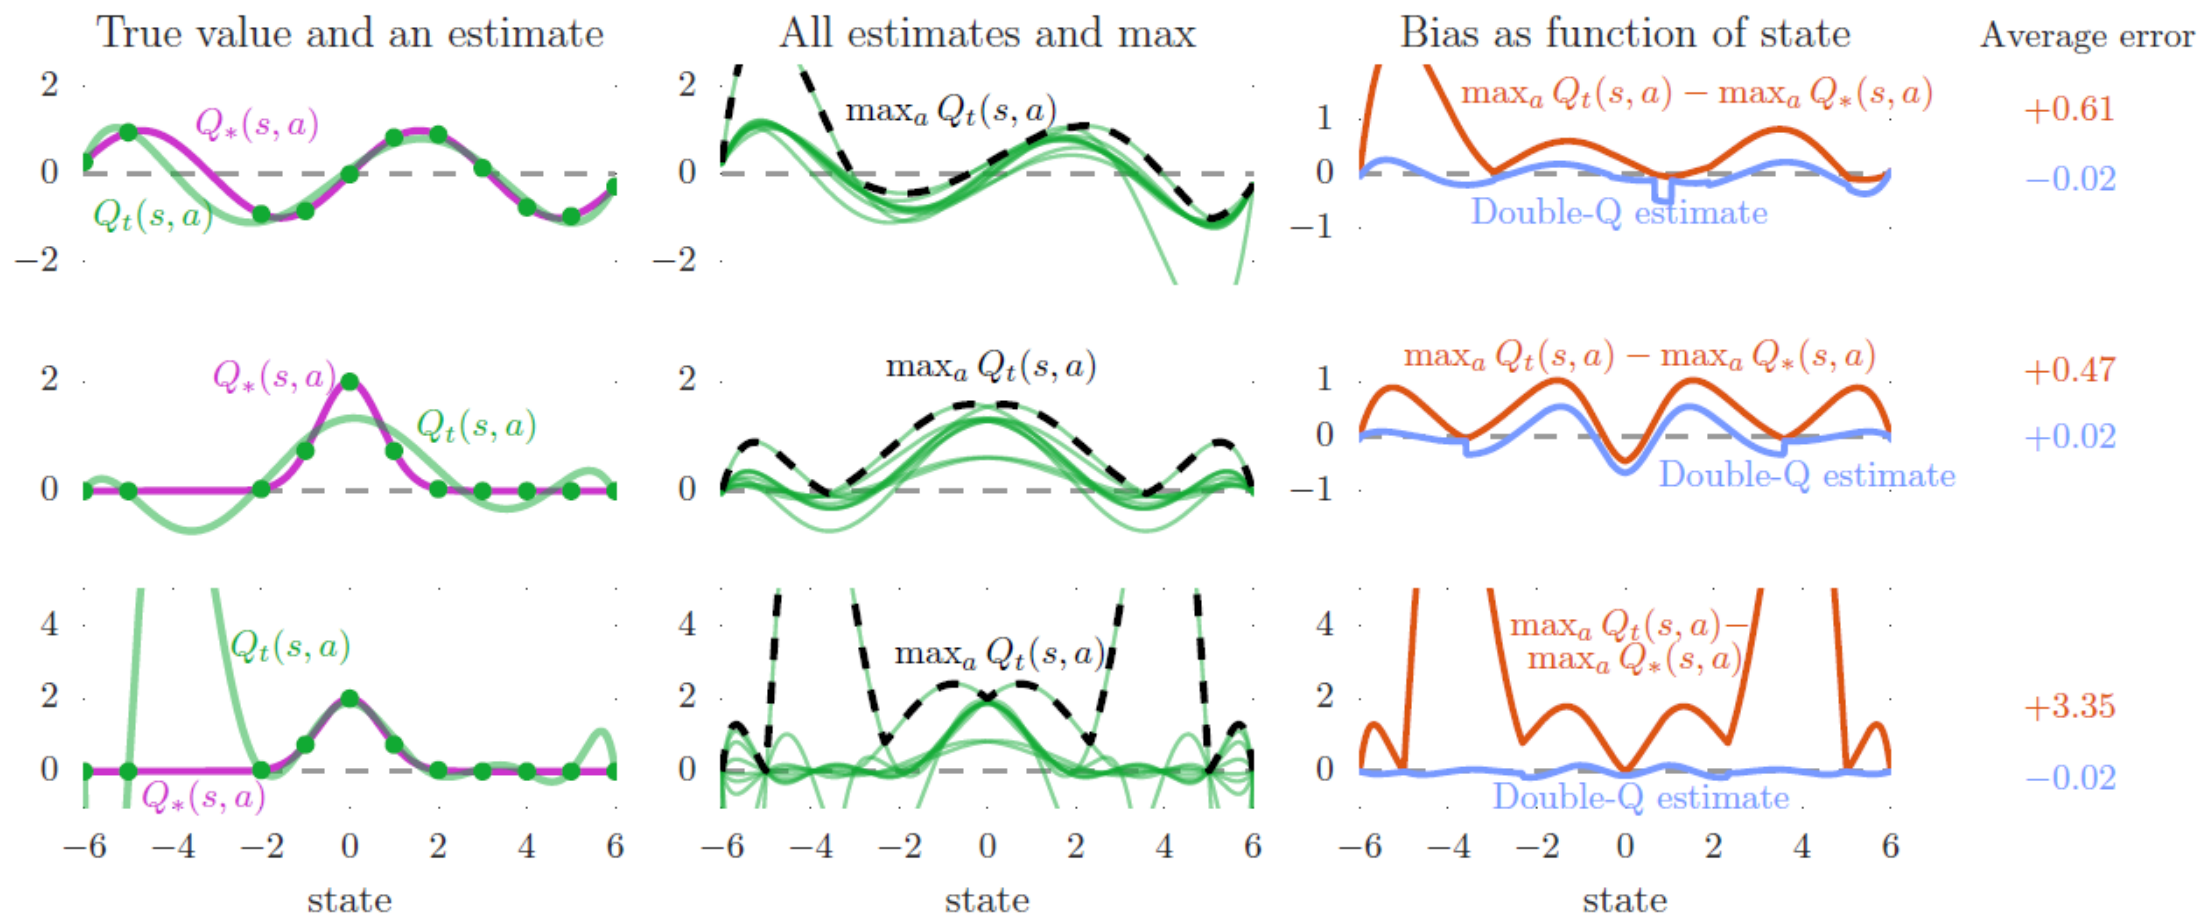 True value and an estimate
All estimates and max
Bias as function of state
Average error
2
0
−2
Q∗(s, a)
Qt(s, a)
2
0
−2
maxa Qt(s, a)
1
0
−1
maxa Qt(s, a) − maxa Q∗(s, a)
Double-Q estimate
+0.61
−0.02
2
0
Q∗(s, a)
Qt(s, a)
2
0
maxa Qt(s, a)
1
0
−1
maxa Qt(s, a) − maxa Q∗(s, a)
Double-Q estimate
+0.47
+0.02
4
2
0
Qt(s, a)
Q∗(s, a)
−6 −4 −2 0 2 4 6
state
4
2
0
maxa Qt(s, a)
−6 −4 −2 0 2 4 6
state
4
2
0
maxa Qt(s, a)−
maxa Q∗(s, a)
Double-Q estimate
−6 −4 −2 0 2 4 6
state
+3.35
−0.02